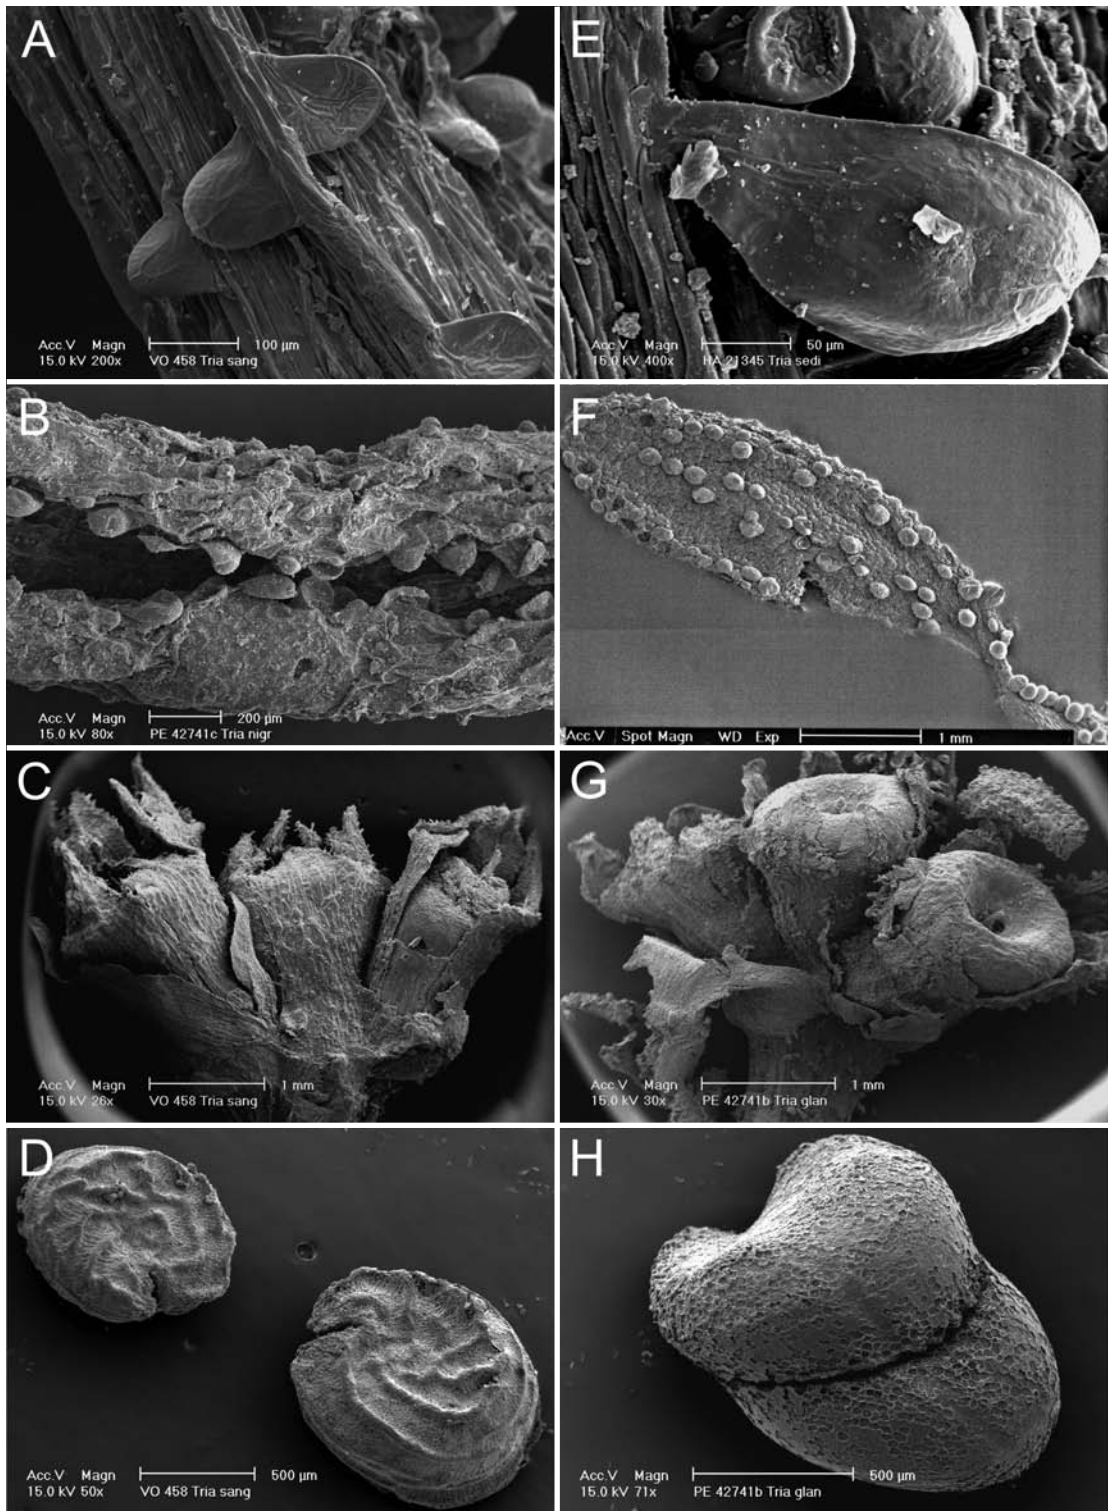 A
Acc.V Magn 100 µm
15.0 kV 200x VO 458 Tria sang
B
Acc.V Magn 200 µm
15.0 kV 80x PE 42741c Tria nigr
C
Acc.V Magn 1 mm
15.0 kV 26x VO 458 Tria sang
D
Acc.V Magn 500 µm
15.0 kV 50x VO 458 Tria sang
E
Acc.V Magn 50 µm
15.0 kV 400x HA 21345 Tria sedi
F
Acc.V Spot Magn WD Exp 1 mm
G
Acc.V Magn 1 mm
15.0 kV 30x PE 42741b Tria glan
H
Acc.V Magn 500 µm
15.0 kV 71x PE 42741b Tria glan